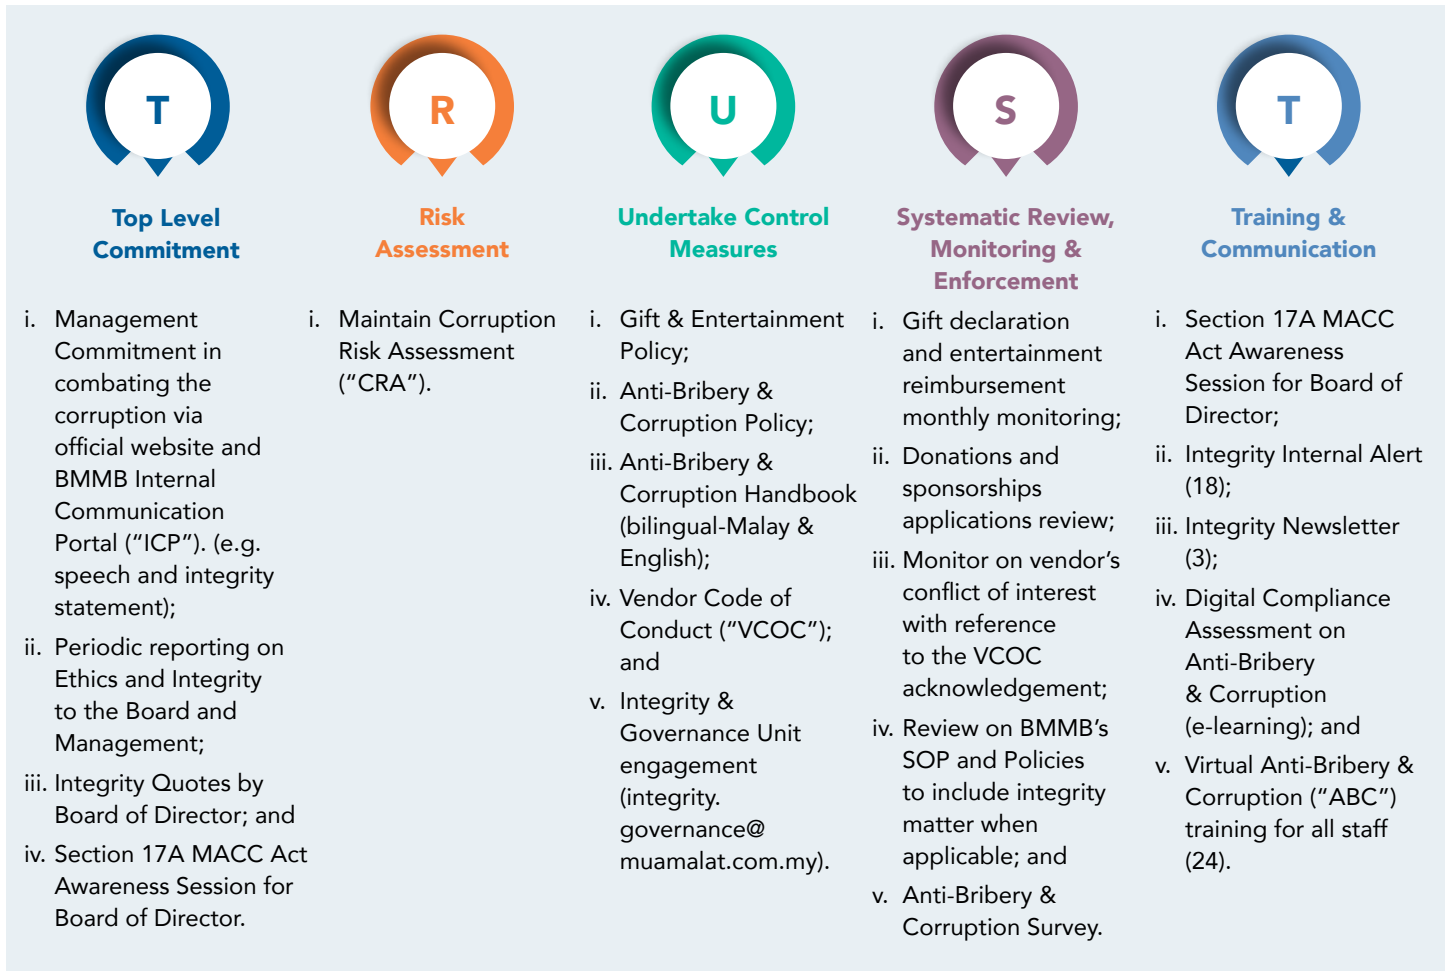 T
Top Level
Commitment
i. Management
Commitment in
combating the
corruption via
official website and
BMMB Internal
Communication
Portal (“ICP”). (e.g.
speech and integrity
statement);
ii. Periodic reporting on
Ethics and Integrity
to the Board and
Management;
iii. Integrity Quotes by
Board of Director; and
iv. Section 17A MACC Act
Awareness Session for
Board of Director.
R
Risk
Assessment
i. Maintain Corruption
Risk Assessment
(“CRA”).
U
Undertake Control
Measures
i. Gift & Entertainment
Policy;
ii. Anti-Bribery &
Corruption Policy;
iii. Anti-Bribery &
Corruption Handbook
(bilingual-Malay &
English);
iv. Vendor Code of
Conduct (“VCOC”);
and
v. Integrity &
Governance Unit
engagement
(integrity.
governance@
muamalat.com.my).
S
Systematic Review,
Monitoring &
Enforcement
i. Gift declaration
and entertainment
reimbursement
monthly monitoring;
ii. Donations and
sponsorships
applications review;
iii. Monitor on vendor’s
conflict of interest
with reference
to the VCOC
acknowledgement;
iv. Review on BMMB’s
SOP and Policies
to include integrity
matter when
applicable; and
v. Anti-Bribery &
Corruption Survey.
T
Training &
Communication
i. Section 17A MACC
Act Awareness
Session for Board of
Director;
ii. Integrity Internal Alert
(18);
iii. Integrity Newsletter
(3);
iv. Digital Compliance
Assessment on
Anti-Bribery
& Corruption
(e-learning); and
v. Virtual Anti-Bribery &
Corruption (“ABC”)
training for all staff
(24).